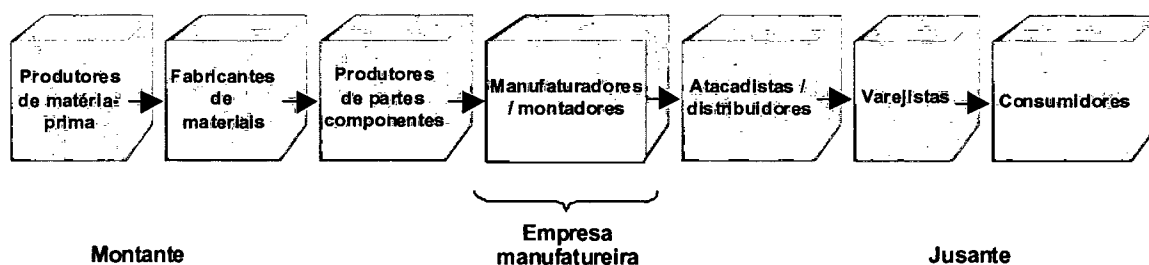 Produtores
de matéria-
prima
Fabricantes
de
materiais
Produtores
de partes
componentes
Manufaturadores
/ montadores
Atacadistas /
distribuidores
Varejistas
Consumidores
Montante
Empresa
manufatureira
Jusante